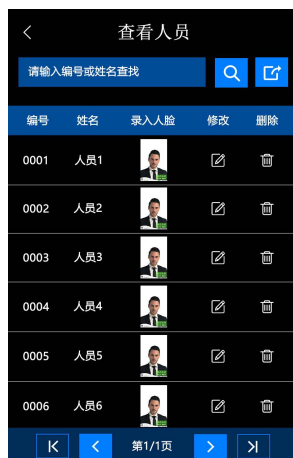 查看人员
请输入编号或姓名查找
编号 姓名 录入人脸 修改 删除
0001 人员1
0002 人员2
0003 人员3
0004 人员4
0005 人员5
0006 人员6
第1/1页